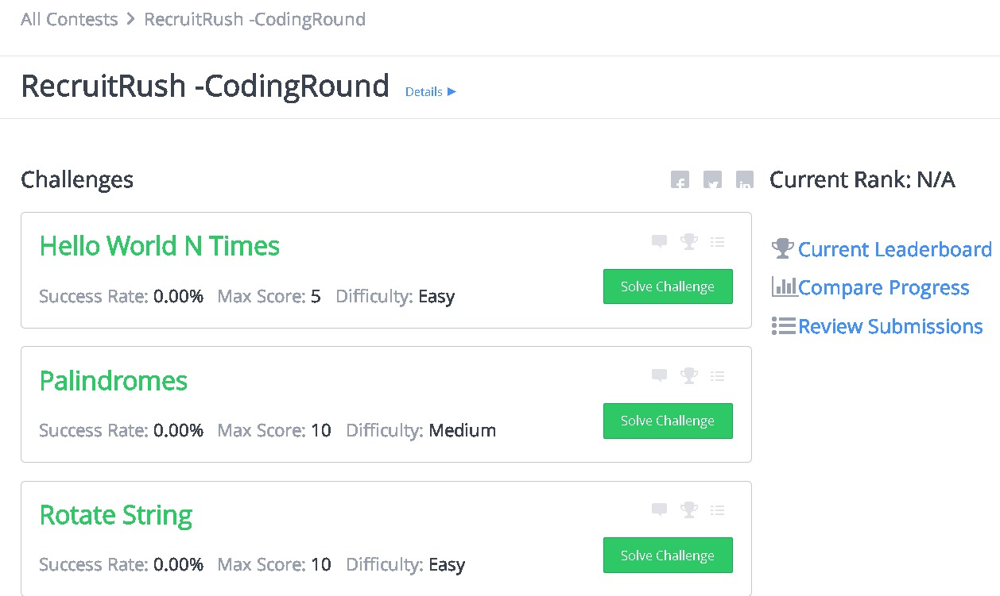 All Contests > RecruitRush -CodingRound
RecruitRush -CodingRound Details ▶
Challenges
Current Rank: N/A
Hello World N Times
Success Rate: 0.00% Max Score: 5 Difficulty: Easy
Solve Challenge
Current Leaderboard
Compare Progress
Review Submissions
Palindromes
Success Rate: 0.00% Max Score: 10 Difficulty: Medium
Solve Challenge
Rotate String
Success Rate: 0.00% Max Score: 10 Difficulty: Easy
Solve Challenge